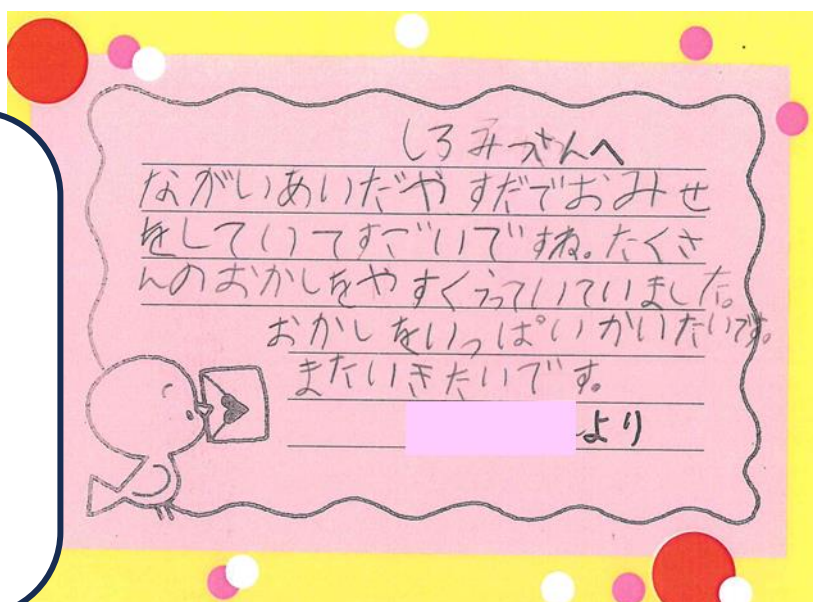 しろみつさんへ
ながいあいだやすだでおみせ
をしていてすごいですね。たくさ
んのおかしをやすくうっていていました。
おかしをいっぱいかいたいです。
またいきたいです。
より